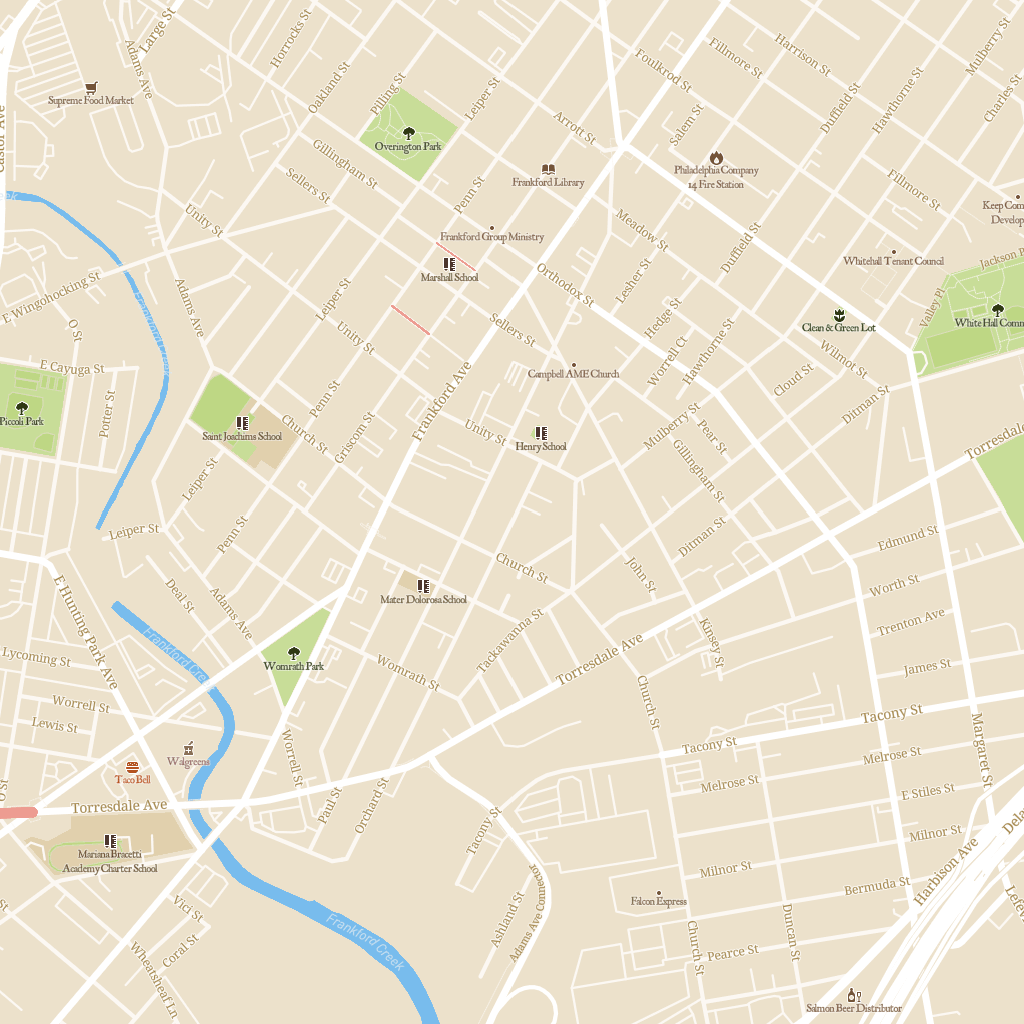 Large St
Adams Ave
Horrocks St
Oakland St
Pilling St
Leiper St
Foulkrod St
Fillmore St
Harrison St
Mulberry St
Charles St
Hawthorne St
Duffield St
Salem St
Arrott St
Supreme Food Market
Castor Ave
Overington Park
Gillingham St
Sellers St
Frankford Library
Philadelphia Company
14 Fire Station
Fillmore St
Keep Com
Develop
Penn St
Unity St
Meadow St
Duffield St
Frankford Group Ministry
Marshall School
Whitehall Tenant Council
Jackson P
Valley Pl
Orthodox St
Lesher St
Hedge St
E Wingohocking St
Adams Ave
Leiper St
O St
Unity St
Sellers St
Clean & Green Lot
White Hall Comm
Worrell Ct
Hawthorne St
Wilmot St
Cloud St
Ditman St
E Cayuga St
Campbell AME Church
Frankford Ave
Potter St
Piccoli Park
Penn St
Griscom St
Church St
Saint Joachims School
Unity St
Henry School
Mulberry St
Pear St
Gillingham St
Torresdale
Leiper St
Leiper St
Penn St
Ditman St
Edmund St
Church St
John St
Worth St
Deal St
Adams Ave
Mater Dolorosa School
Tackawanna St
Trenton Ave
E Hunting Park Ave
Frankford Creek
Womrath Park
Womrath St
Torresdale Ave
Kinsey St
James St
Lycoming St
Church St
Worrell St
Lewis St
Tacony St
Margaret St
Walgreens
Worrell St
Tacony St
Melrose St
Taco Bell
O St
Melrose St
E Stiles St
Torresdale Ave
Paul St
Orchard St
Tacony St
Milnor St
Dela
Mariana Bracetti
Academy Charter School
Milnor St
Harbison Ave
Bermuda St
Adams Ave Connector
Falcon Express
Vici St
Ashland St
Duncan St
Lefev
Frankford Creek
Church St
Coral St
Wheatsheaf Ln
Pearce St
Salmon Beer Distributor